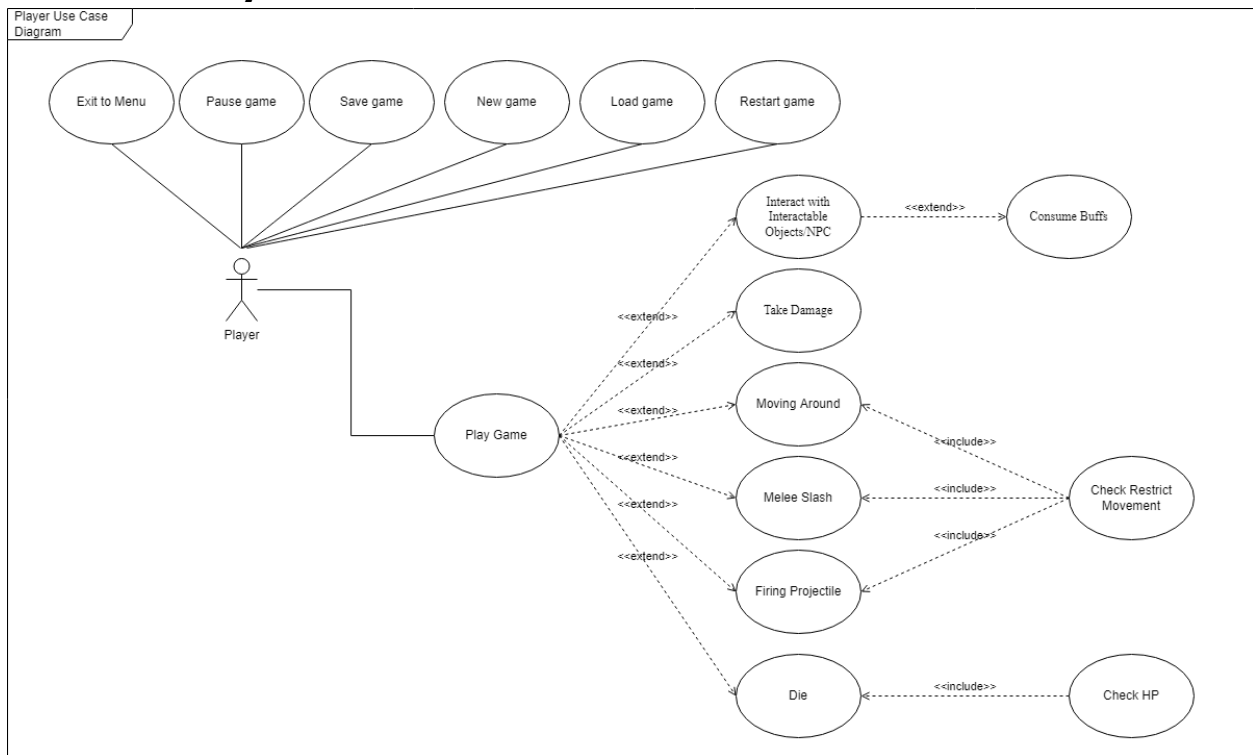 Player Use Case
Diagram
Exit to Menu
Pause game
Save game
New game
Load game
Restart game
Interact with
Interactable
Objects/NPC
<<extend>>
Consume Buffs
Player
<<extend>>
Take Damage
<<extend>>
Moving Around
<<extend>>
Play Game
<<include>>
<<extend>>
Melee Slash
<<include>>
Check Restrict
Movement
<<extend>>
<<include>>
<<extend>>
Firing Projectile
Die
<<include>>
Check HP